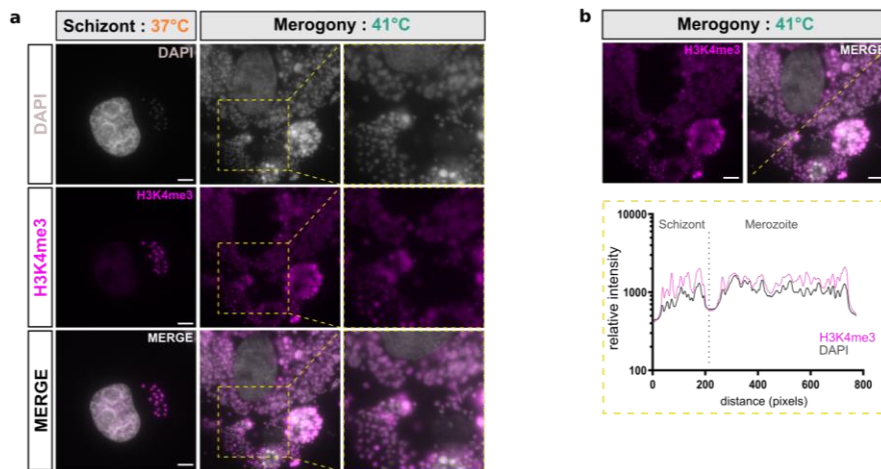 a
Schizont : 37°C
Merogony : 41°C
DAPI
DAPI
H3K4me3
H3K4me3
MERGE
MERGE
b
Merogony : 41°C
H3K4me3
MERGE
10000
1000
100
relative intensity
Schizont
Merozoite
H3K4me3
DAPI
0 200 400 600 800
distance (pixels)